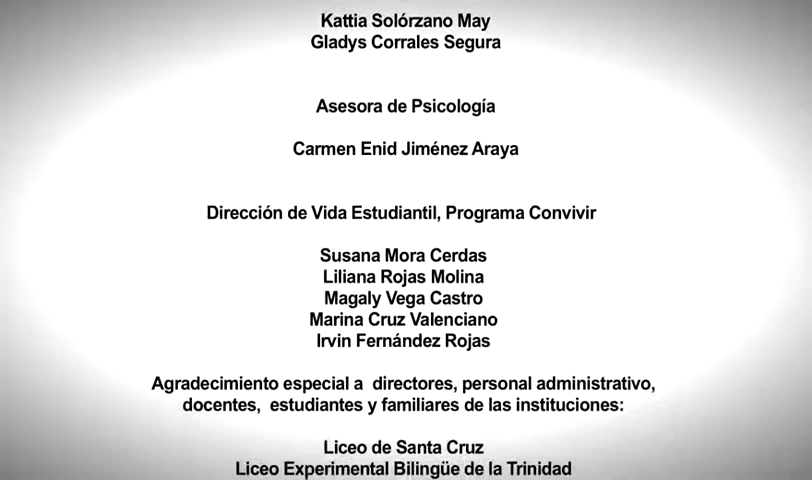 Kattia Solórzano May
Gladys Corrales Segura
Asesora de Psicología
Carmen Enid Jiménez Araya
Dirección de Vida Estudiantil, Programa Convivir
Susana Mora Cerdas
Liliana Rojas Molina
Magaly Vega Castro
Marina Cruz Valenciano
Irvin Fernández Rojas
Agradecimiento especial a directores, personal administrativo,
docentes, estudiantes y familiares de las instituciones:
Liceo de Santa Cruz
Liceo Experimental Bilingüe de la Trinidad